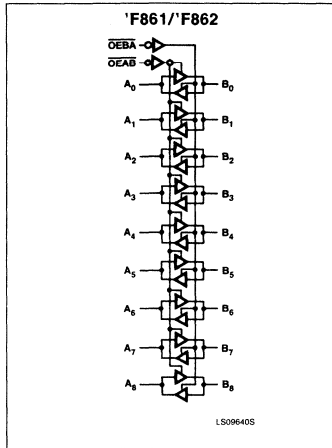 'F861/'F862
OEBA
OEAB
A0 B0
A1 B1
A2 B2
A3 B3
A4 B4
A5 B5
A6 B6
A7 B7
A8 B8
LS09640S